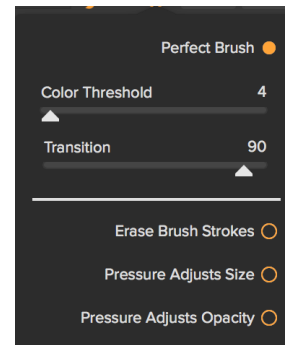 Perfect Brush
Color Threshold 4
Transition 90
Erase Brush Strokes
Pressure Adjusts Size
Pressure Adjusts Opacity